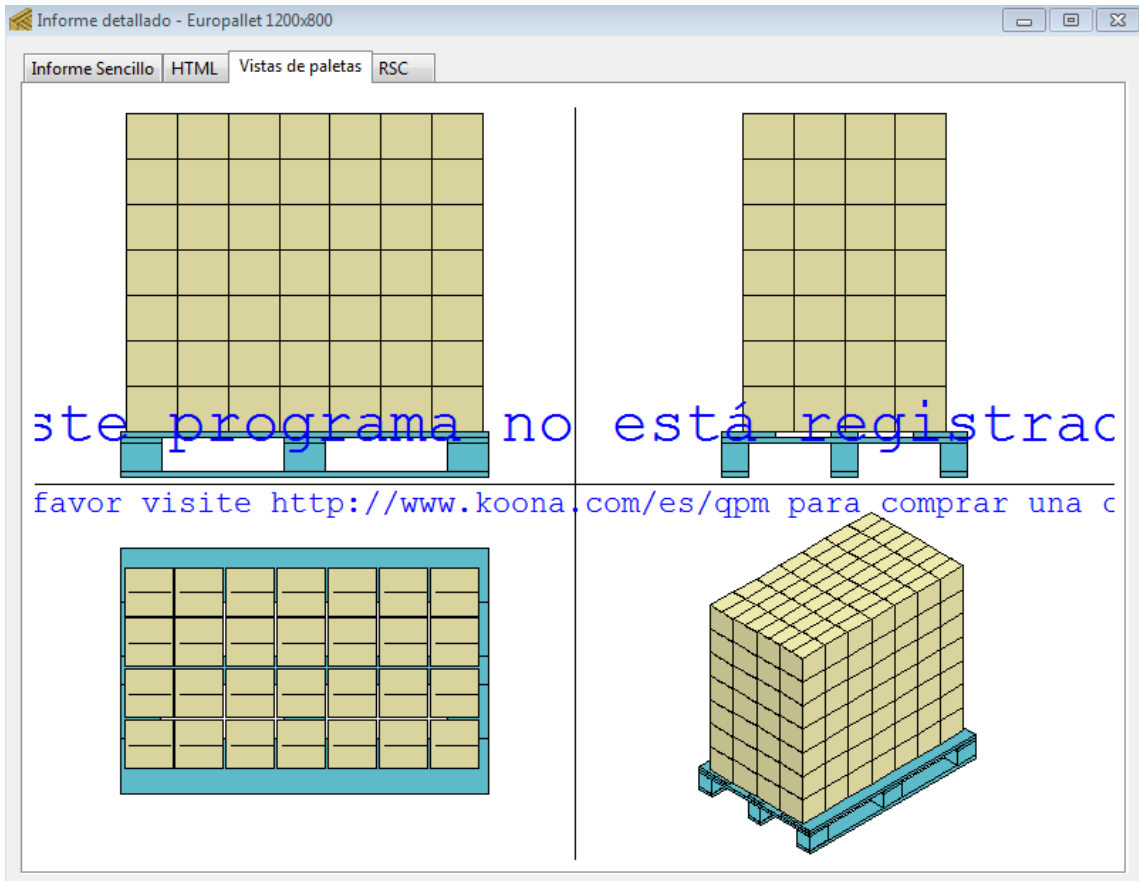 Informe detallado - Europallet 1200x800
Informe Sencillo HTML Vistas de paletas RSC
ste programa no está registrad
favor visite http://www.koona.com/es/qpm para comprar una c